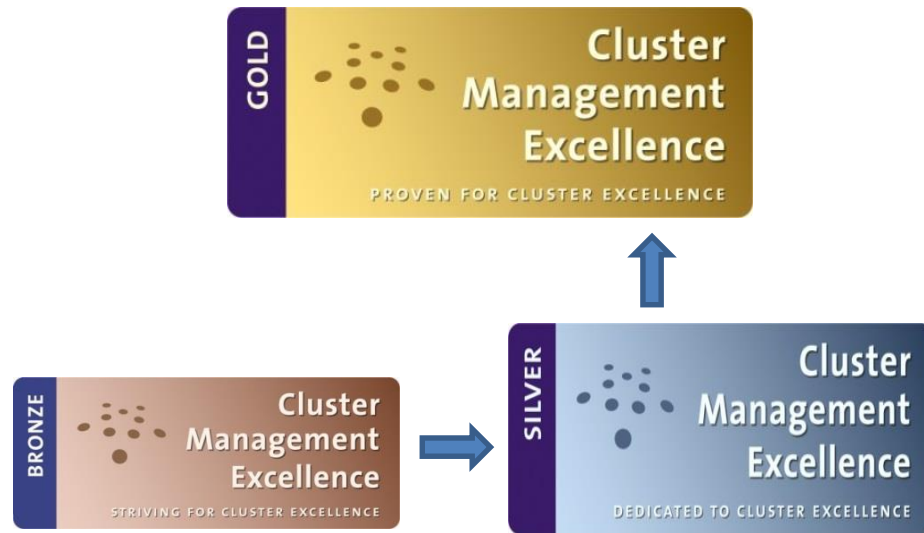 GOLD
Cluster
Management
Excellence
PROVEN FOR CLUSTER EXCELLENCE
BRONZE
Cluster
Management
Excellence
STRIVING FOR CLUSTER EXCELLENCE
SILVER
Cluster
Management
Excellence
DEDICATED TO CLUSTER EXCELLENCE